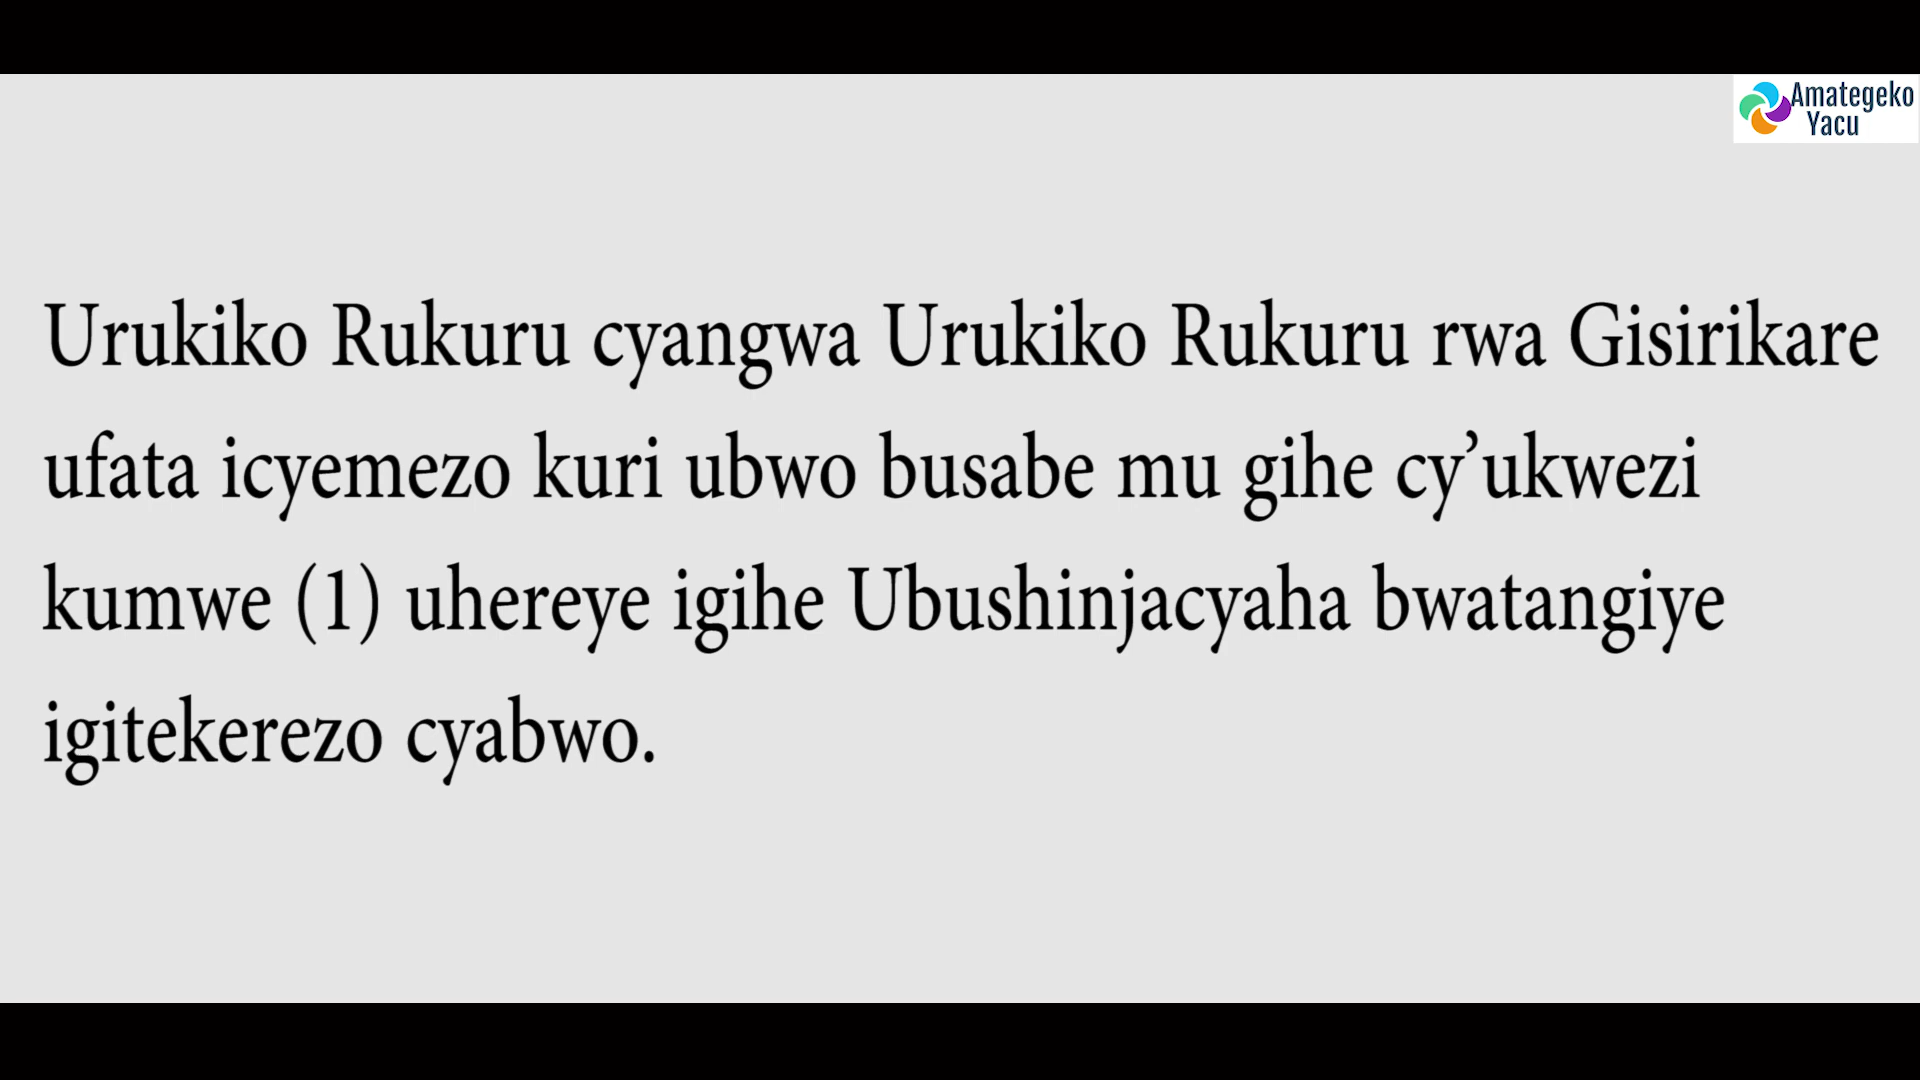 Amategeko
Yacu
Urukiko Rukuru cyangwa Urukiko Rukuru rwa Gisirikare
ufata icyemezo kuri ubwo busabe mu gihe cy’ukwezi
kumwe (1) uhereye igihe Ubushinjacyaha bwatangiye
igitekerezo cyabwo.